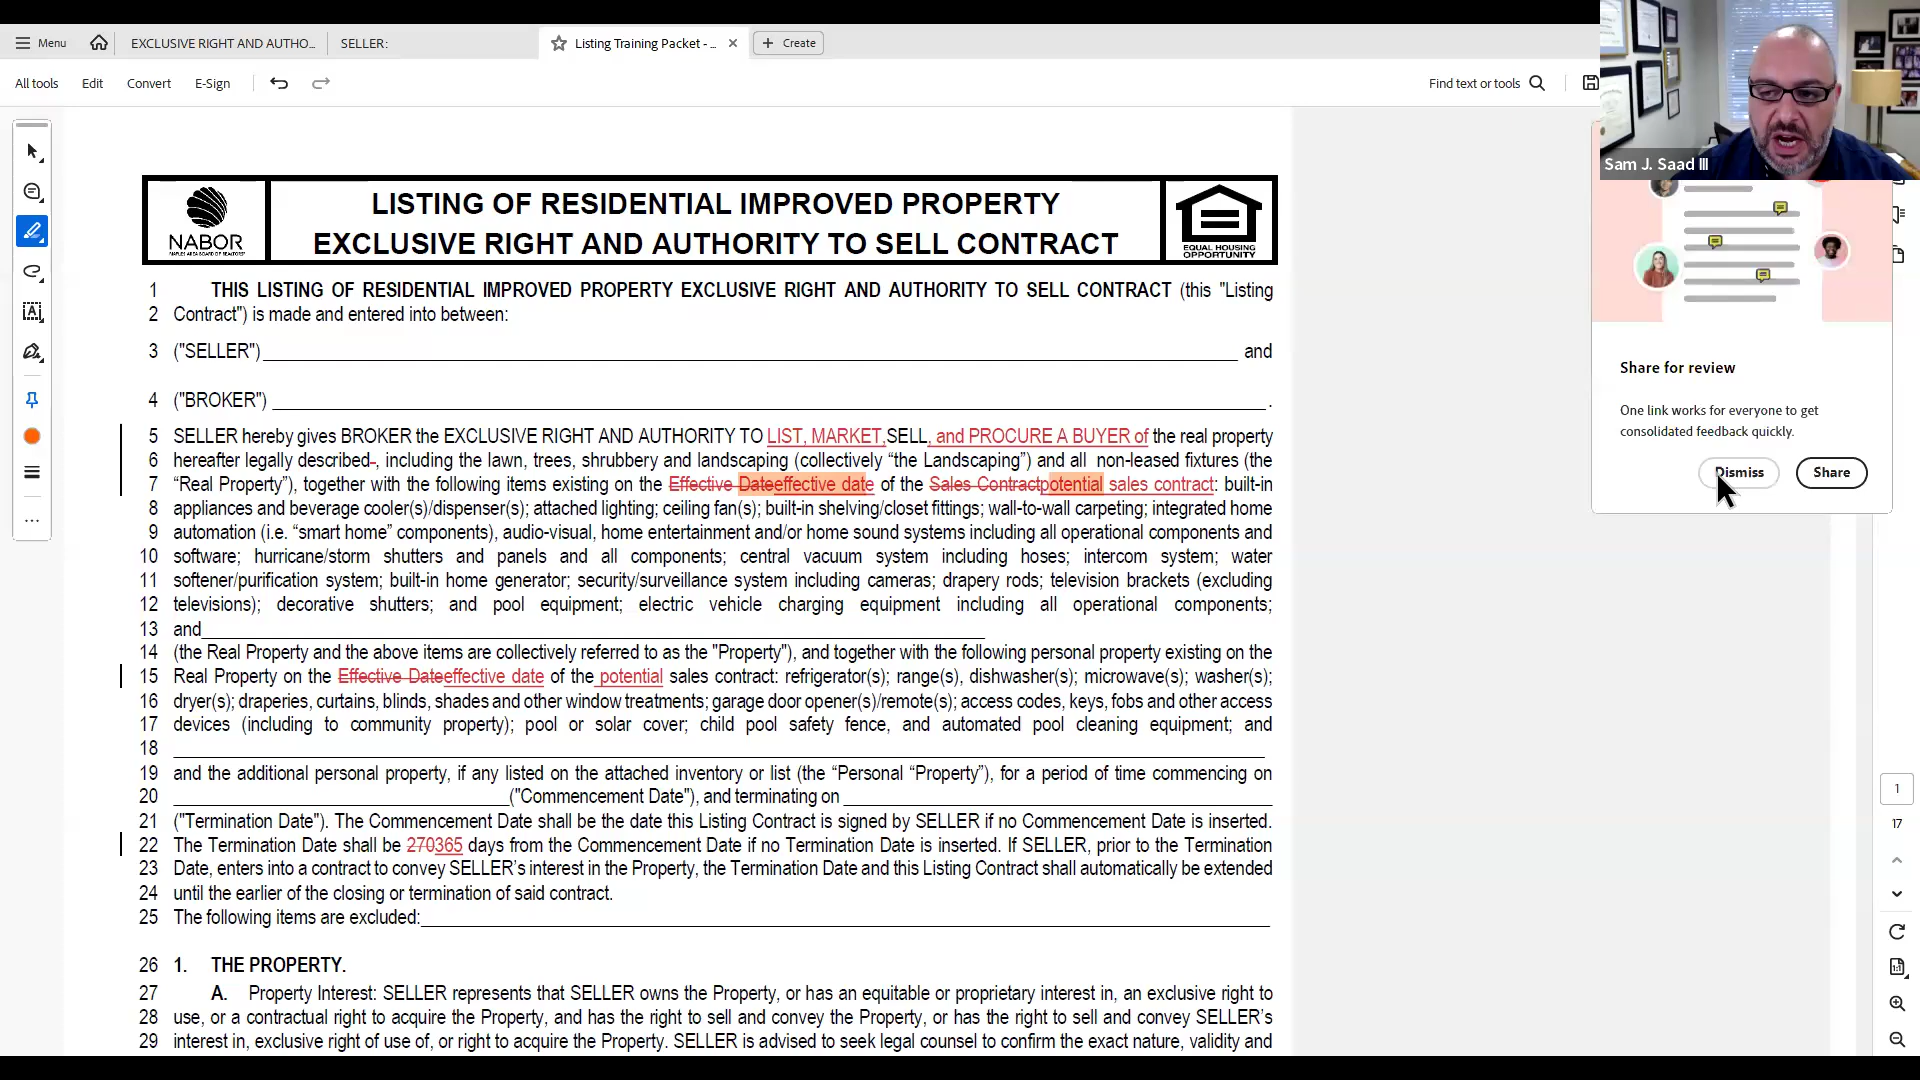 Menu
EXCLUSIVE RIGHT AND AUTHO...
SELLER:
Listing Training Packet - ...
Create
All tools
Edit
Convert
E-Sign
Find text or tools
Sam J. Saad III
NABOR
NAPLES AREA BOARD OF REALTORS®
LISTING OF RESIDENTIAL IMPROVED PROPERTY
EXCLUSIVE RIGHT AND AUTHORITY TO SELL CONTRACT
EQUAL HOUSING
OPPORTUNITY
1 THIS LISTING OF RESIDENTIAL IMPROVED PROPERTY EXCLUSIVE RIGHT AND AUTHORITY TO SELL CONTRACT (this "Listing
2 Contract") is made and entered into between:
3 ("SELLER") and
4 ("BROKER") .
5 SELLER hereby gives BROKER the EXCLUSIVE RIGHT AND AUTHORITY TO LIST, MARKET,SELL, and PROCURE A BUYER of the real property
6 hereafter legally described-, including the lawn, trees, shrubbery and landscaping (collectively “the Landscaping”) and all non-leased fixtures (the
7 “Real Property”), together with the following items existing on the Effective Dateeffective date of the Sales Contractpotential sales contract: built-in
8 appliances and beverage cooler(s)/dispenser(s); attached lighting; ceiling fan(s); built-in shelving/closet fittings; wall-to-wall carpeting; integrated home
9 automation (i.e. “smart home” components), audio-visual, home entertainment and/or home sound systems including all operational components and
10 software; hurricane/storm shutters and panels and all components; central vacuum system including hoses; intercom system; water
11 softener/purification system; built-in home generator; security/surveillance system including cameras; drapery rods; television brackets (excluding
12 televisions); decorative shutters; and pool equipment; electric vehicle charging equipment including all operational components;
13 and
14 (the Real Property and the above items are collectively referred to as the "Property"), and together with the following personal property existing on the
15 Real Property on the Effective Dateeffective date of the potential sales contract: refrigerator(s); range(s), dishwasher(s); microwave(s); washer(s);
16 dryer(s); draperies, curtains, blinds, shades and other window treatments; garage door opener(s)/remote(s); access codes, keys, fobs and other access
17 devices (including to community property); pool or solar cover; child pool safety fence, and automated pool cleaning equipment; and
18
19 and the additional personal property, if any listed on the attached inventory or list (the “Personal “Property”), for a period of time commencing on
20 ("Commencement Date"), and terminating on
21 ("Termination Date"). The Commencement Date shall be the date this Listing Contract is signed by SELLER if no Commencement Date is inserted.
22 The Termination Date shall be 270365 days from the Commencement Date if no Termination Date is inserted. If SELLER, prior to the Termination
23 Date, enters into a contract to convey SELLER’s interest in the Property, the Termination Date and this Listing Contract shall automatically be extended
24 until the earlier of the closing or termination of said contract.
25 The following items are excluded:
26 1. THE PROPERTY.
27 A. Property Interest: SELLER represents that SELLER owns the Property, or has an equitable or proprietary interest in, an exclusive right to
28 use, or a contractual right to acquire the Property, and has the right to sell and convey the Property, or has the right to sell and convey SELLER’s
29 interest in, exclusive right of use of, or right to acquire the Property. SELLER is advised to seek legal counsel to confirm the exact nature, validity and
Share for review
One link works for everyone to get
consolidated feedback quickly.
Dismiss
Share
1
17